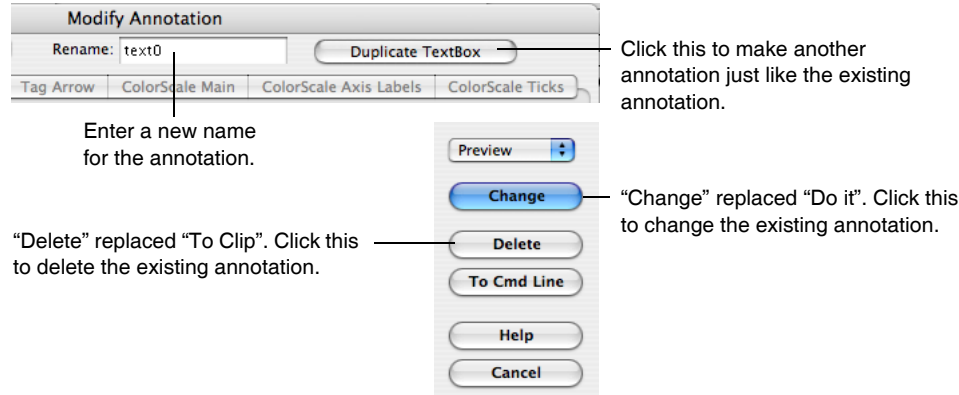 Modify Annotation
Rename: text0
Duplicate TextBox
Click this to make another
annotation just like the existing
annotation.
Tag Arrow ColorScale Main ColorScale Axis Labels ColorScale Ticks
Enter a new name
for the annotation.
Preview
Change
“Change” replaced “Do it”. Click this
to change the existing annotation.
“Delete” replaced “To Clip”. Click this
to delete the existing annotation.
Delete
To Cmd Line
Help
Cancel